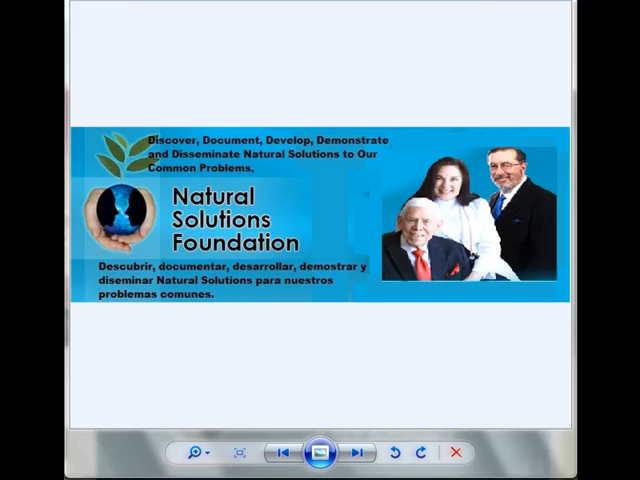 Discover, Document, Develop, Demonstrate
and Disseminate Natural Solutions to Our
Common Problems.
Natural
Solutions
Foundation
Descubrir, documentar, desarrollar, demostrar y
diseminar Natural Solutions para nuestros
problemas comunes.